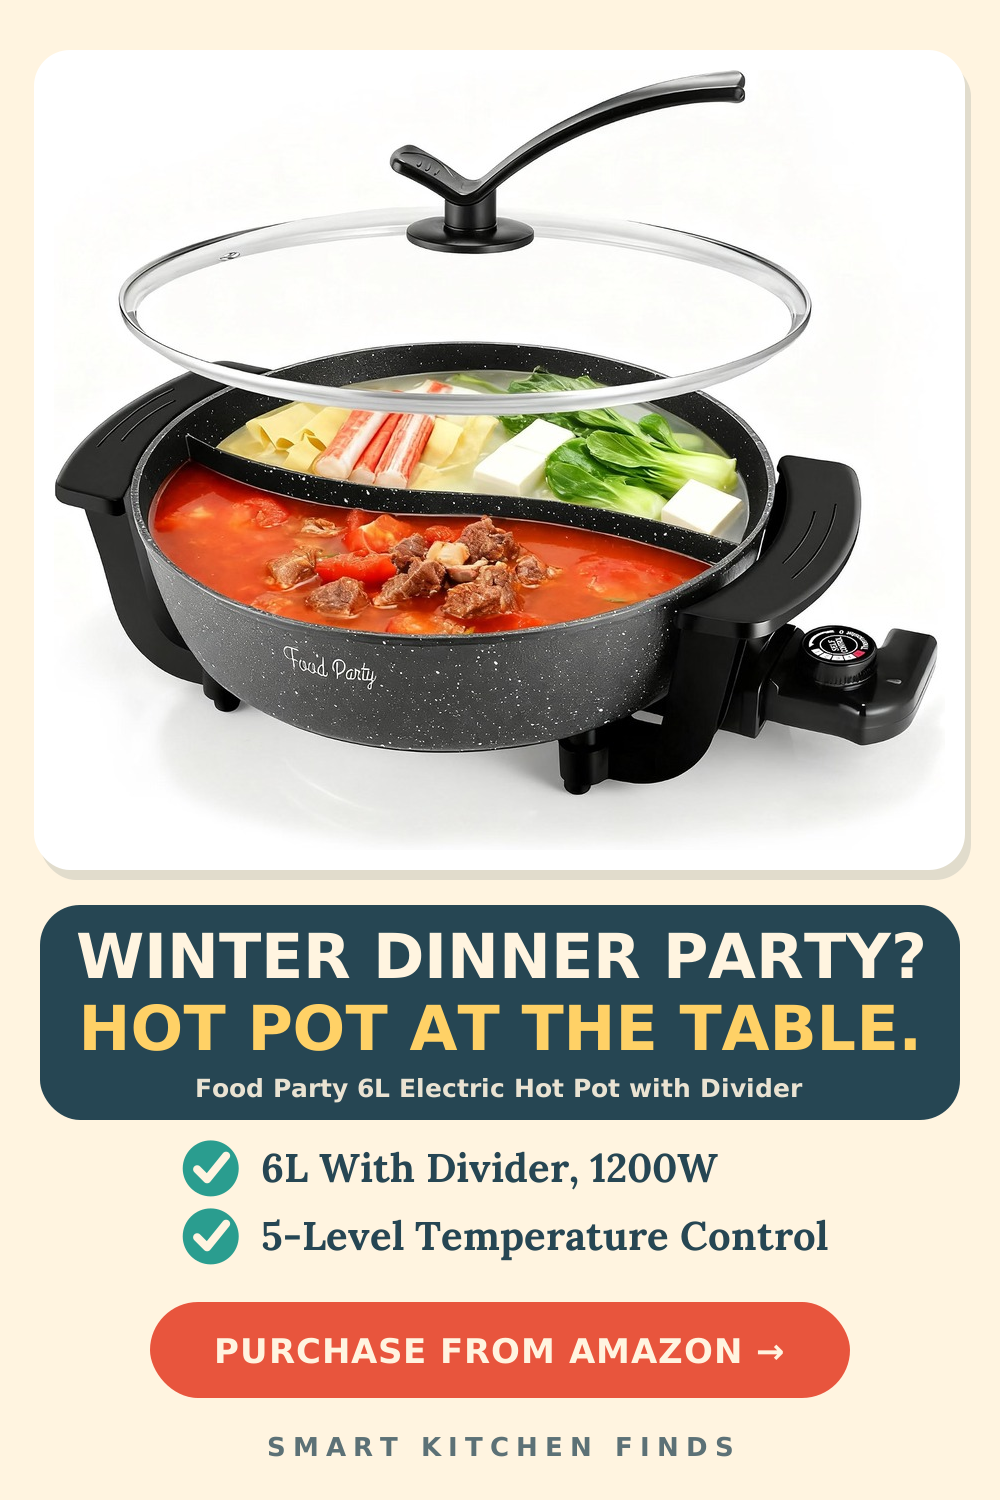 Food Party
WINTER DINNER PARTY?
HOT POT AT THE TABLE.
Food Party 6L Electric Hot Pot with Divider
6L With Divider, 1200W
5-Level Temperature Control
PURCHASE FROM AMAZON →
SMART KITCHEN FINDS